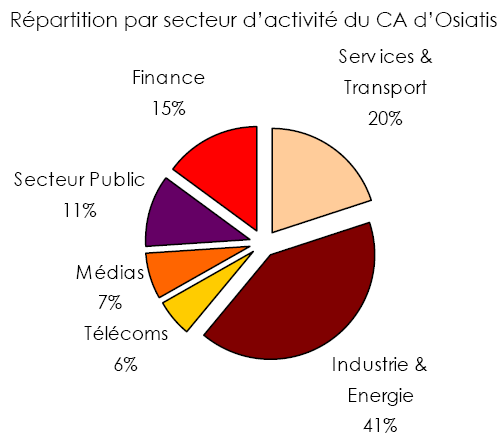 Répartition par secteur d’activité du CA d’Osiatis
Services &
Transport
20%
Finance
15%
Secteur Public
11%
Médias
7%
Télécoms
6%
Industrie &
Energie
41%